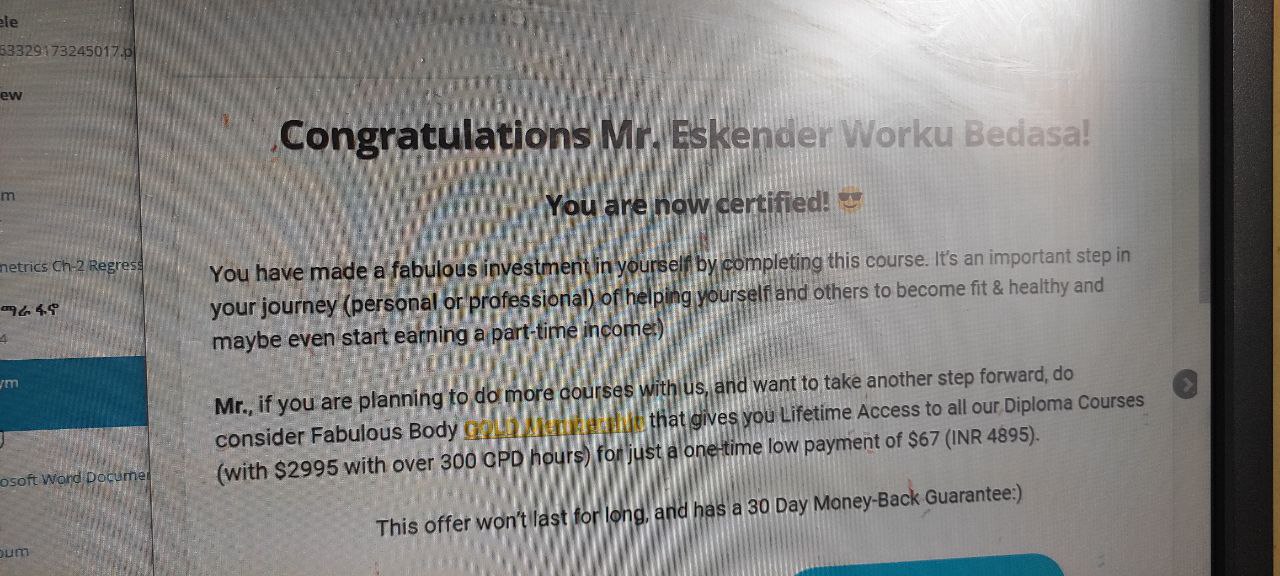 ele
63329173245017.p
ew
m
netrics Ch-2 Regress
ማራ ፋኖ
4
ym
osoft Word Documen
bum
Congratulations Mr. Eskender Worku Bedasa!
You are now certified! 😎
You have made a fabulous investment in yourself by completing this course. It's an important step in
your journey (personal or professional) of helping yourself and others to become fit & healthy and
maybe even start earning a part-time income:)
Mr., if you are planning to do more courses with us, and want to take another step forward, do
consider Fabulous Body GOLD Membership that gives you Lifetime Access to all our Diploma Courses
(with $2995 with over 300 CPD hours) for just a one-time low payment of $67 (INR 4895).
This offer won't last for long, and has a 30 Day Money-Back Guarantee:)